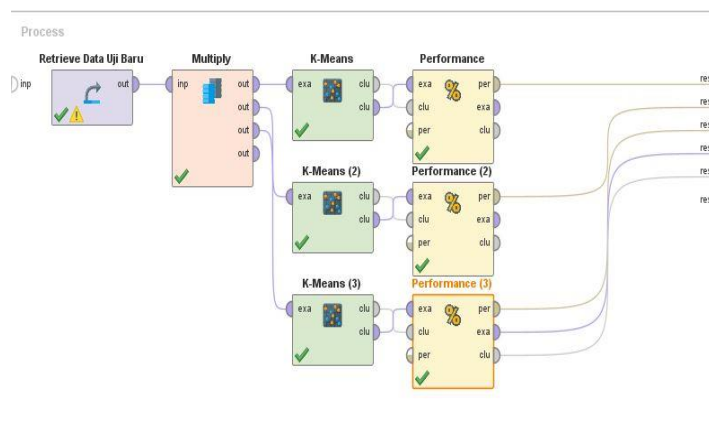 Process
Retrieve Data Uji Baru
Multiply
K-Means
Performance
inp
out
inp
out
out
out
out
exa
clu
clu
exa
clu
per
per
exa
clu
res
res
res
res
res
res
K-Means (2)
Performance (2)
exa
clu
clu
exa
clu
per
per
exa
clu
K-Means (3)
Performance (3)
exa
clu
clu
exa
clu
per
per
exa
clu